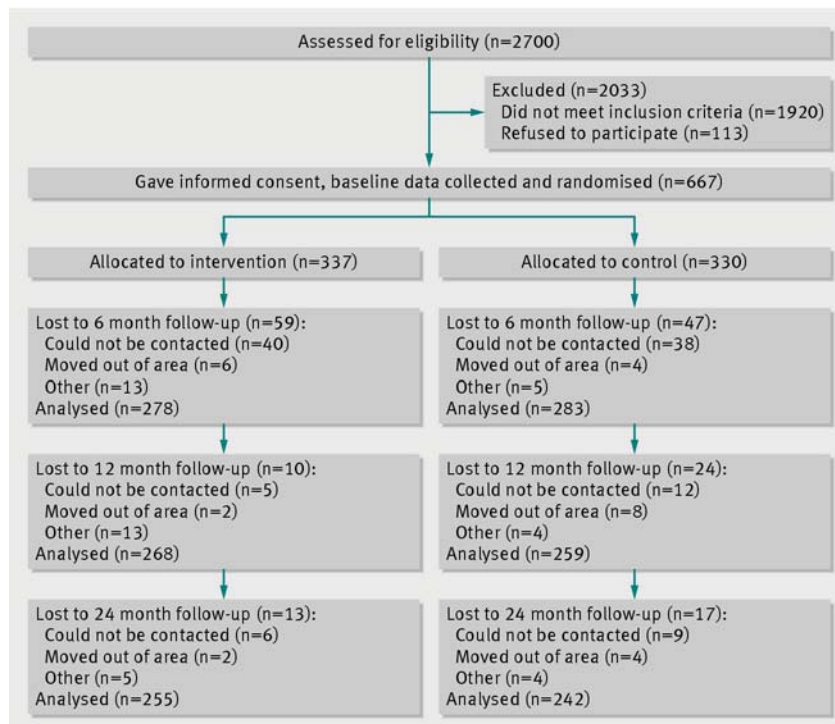 Assessed for eligibility (n=2700)
Excluded (n=2033)
Did not meet inclusion criteria (n=1920)
Refused to participate (n=113)
Gave informed consent, baseline data collected and randomised (n=667)
Allocated to intervention (n=337)
Allocated to control (n=330)
Lost to 6 month follow-up (n=59):
Could not be contacted (n=40)
Moved out of area (n=6)
Other (n=13)
Analysed (n=278)
Lost to 6 month follow-up (n=47):
Could not be contacted (n=38)
Moved out of area (n=4)
Other (n=5)
Analysed (n=283)
Lost to 12 month follow-up (n=10):
Could not be contacted (n=5)
Moved out of area (n=2)
Other (n=13)
Analysed (n=268)
Lost to 12 month follow-up (n=24):
Could not be contacted (n=12)
Moved out of area (n=8)
Other (n=4)
Analysed (n=259)
Lost to 24 month follow-up (n=13):
Could not be contacted (n=6)
Moved out of area (n=2)
Other (n=5)
Analysed (n=255)
Lost to 24 month follow-up (n=17):
Could not be contacted (n=9)
Moved out of area (n=4)
Other (n=4)
Analysed (n=242)